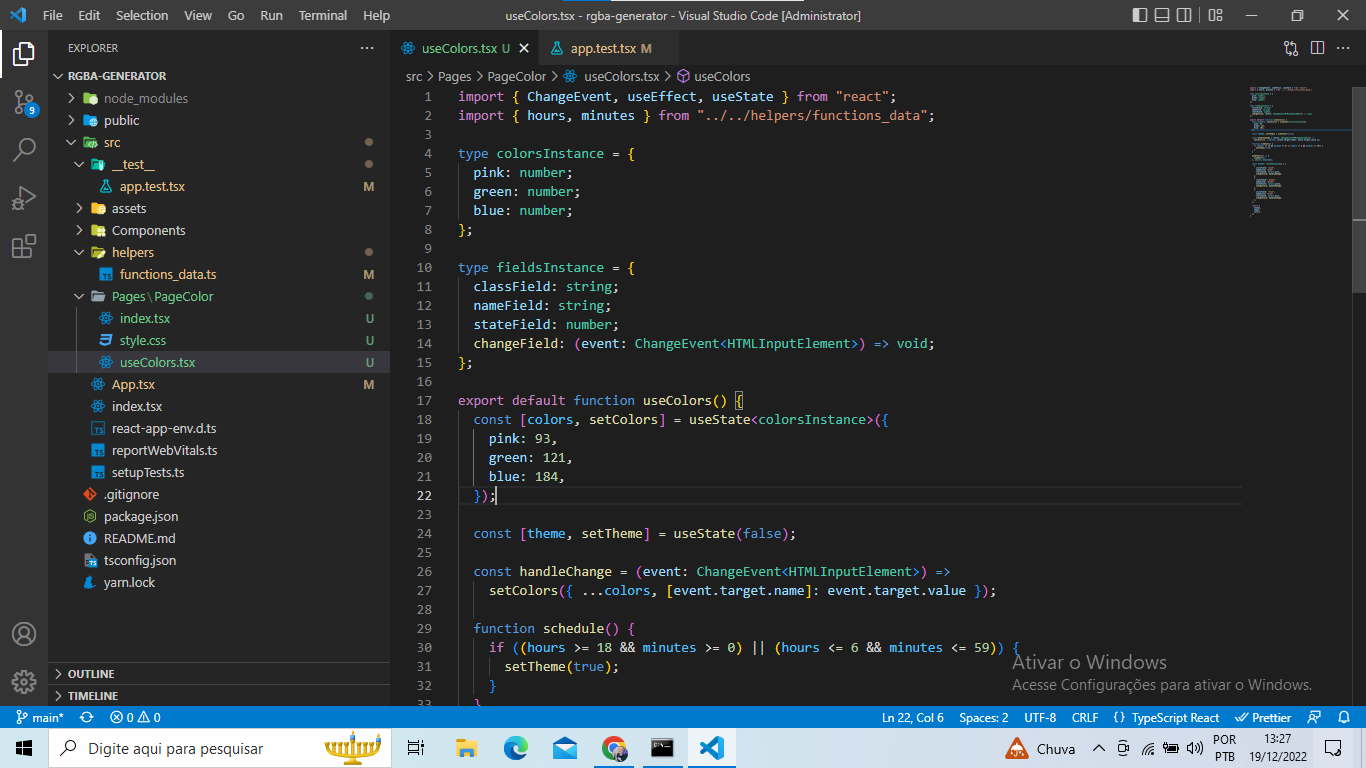 File Edit Selection View Go Run Terminal Help
useColors.tsx - rgba-generator - Visual Studio Code [Administrator]
EXPLORER
RGBA-GENERATOR
node_modules
public
src
__test__
app.test.tsx M
assets
Components
helpers
functions_data.ts M
Pages\PageColor
index.tsx U
style.css U
useColors.tsx U
App.tsx M
index.tsx
react-app-env.d.ts
reportWebVitals.ts
setupTests.ts
.gitignore
package.json
README.md
tsconfig.json
yarn.lock
OUTLINE
TIMELINE
9
useColors.tsx U
app.test.tsx M
src > Pages > PageColor > useColors.tsx > useColors
1 import { ChangeEvent, useEffect, useState } from "react";
2 import { hours, minutes } from "../../helpers/functions_data";
3
4 type colorsInstance = {
5 pink: number;
6 green: number;
7 blue: number;
8 };
9
10 type fieldsInstance = {
11 classField: string;
12 nameField: string;
13 stateField: number;
14 changeField: (event: ChangeEvent<HTMLInputElement>) => void;
15 };
16
17 export default function useColors() {
18 const [colors, setColors] = useState<colorsInstance>({
19 pink: 93,
20 green: 121,
21 blue: 184,
22 });
23
24 const [theme, setTheme] = useState(false);
25
26 const handleChange = (event: ChangeEvent<HTMLInputElement>) =>
27 setColors({ ...colors, [event.target.name]: event.target.value });
28
29 function schedule() {
30 if ((hours >= 18 && minutes >= 0) || (hours <= 6 && minutes <= 59)) {
31 setTheme(true);
32 }
33 }
Ativar o Windows
Acesse Configurações para ativar o Windows.
main* 0 0
Ln 22, Col 6 Spaces: 2 UTF-8 CRLF {} TypeScript React Prettier
Digite aqui para pesquisar
Chuva
POR
PTB
13:27
19/12/2022